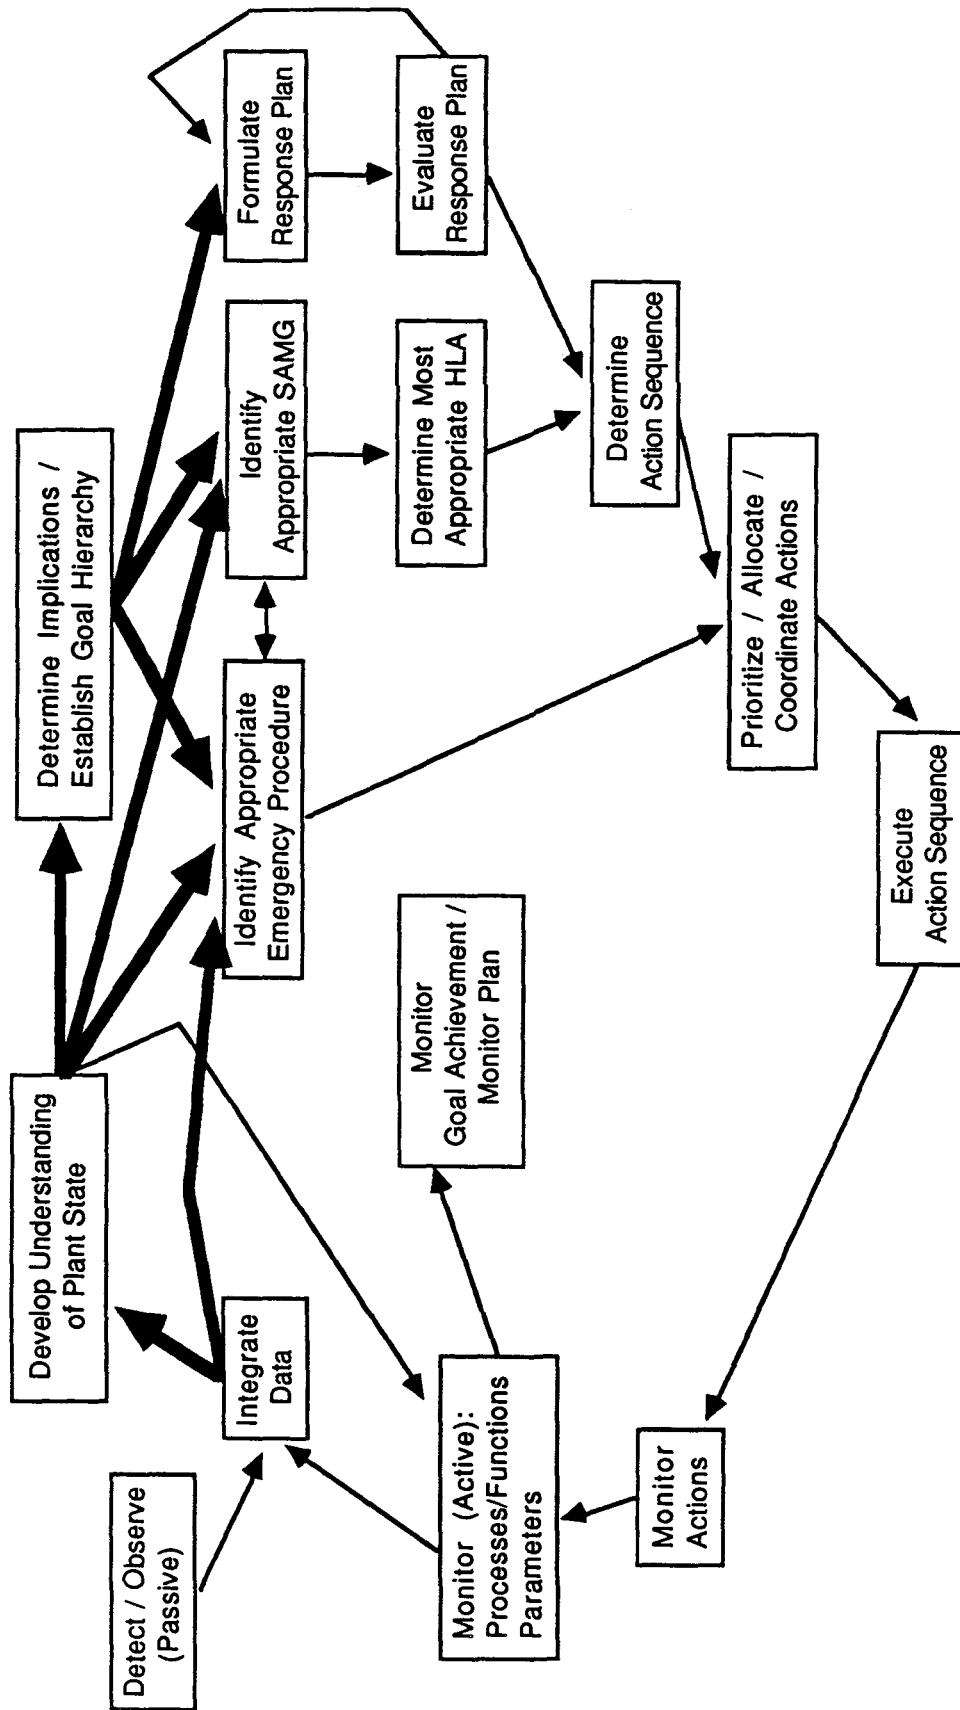 Detect / Observe
(Passive)
Integrate
Data
Develop Understanding
of Plant State
Determine Implications /
Establish Goal Hierarchy
Identify Appropriate
Emergency Procedure
Identify
Appropriate SAMG
Formulate
Response Plan
Monitor (Active):
Processes/Functions
Parameters
Monitor
Goal Achievement /
Monitor Plan
Determine Most
Appropriate HLA
Evaluate
Response Plan
Determine
Action Sequence
Monitor
Actions
Prioritize / Allocate /
Coordinate Actions
Execute
Action Sequence